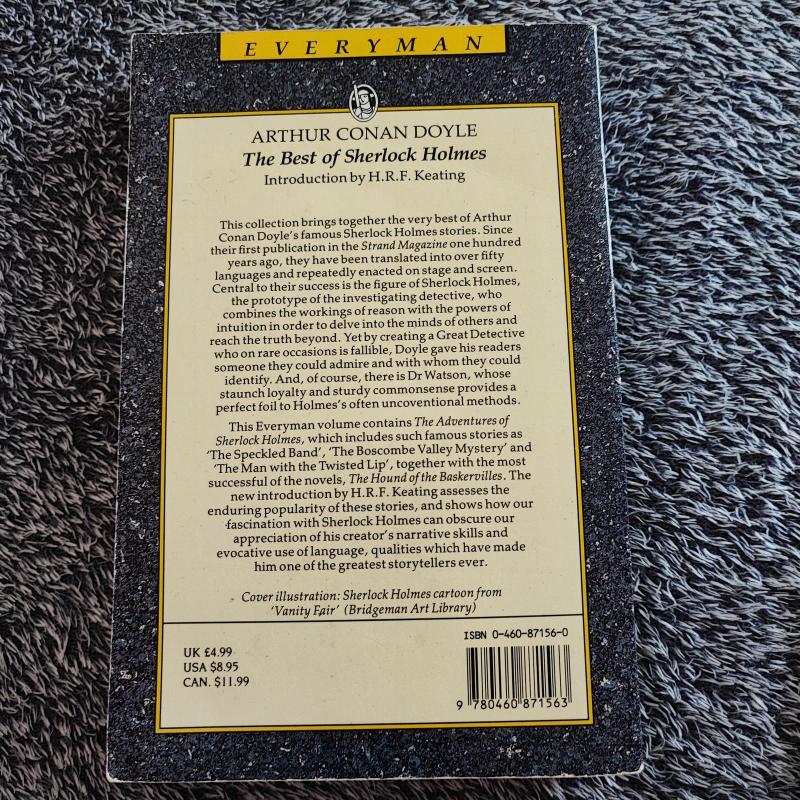 EVERYMAN
ARTHUR CONAN DOYLE
The Best of Sherlock Holmes
Introduction by H.R.F. Keating
This collection brings together the very best of Arthur
Conan Doyle's famous Sherlock Holmes stories. Since
their first publication in the Strand Magazine one hundred
years ago, they have been translated into over fifty
languages and repeatedly enacted on stage and screen.
Central to their success is the figure of Sherlock Holmes,
the prototype of the investigating detective, who
combines the workings of reason with the powers of
intuition in order to delve into the minds of others and
reach the truth beyond. Yet by creating a Great Detective
who on rare occasions is fallible, Doyle gave his readers
someone they could admire and with whom they could
identify. And, of course, there is Dr Watson, whose
staunch loyalty and sturdy commonsense provides a
perfect foil to Holmes's often uncoventional methods.
This Everyman volume contains The Adventures of
Sherlock Holmes, which includes such famous stories as
'The Speckled Band', 'The Boscombe Valley Mystery' and
'The Man with the Twisted Lip', together with the most
successful of the novels, The Hound of the Baskervilles. The
new introduction by H.R.F. Keating assesses the
enduring popularity of these stories, and shows how our
fascination with Sherlock Holmes can obscure our
appreciation of his creator's narrative skills and
evocative use of language, qualities which have made
him one of the greatest storytellers ever.
Cover illustration: Sherlock Holmes cartoon from
'Vanity Fair' (Bridgeman Art Library)
UK £4.99
USA $8.95
CAN. $11.99
ISBN 0-460-87156-0
9 780460 871563